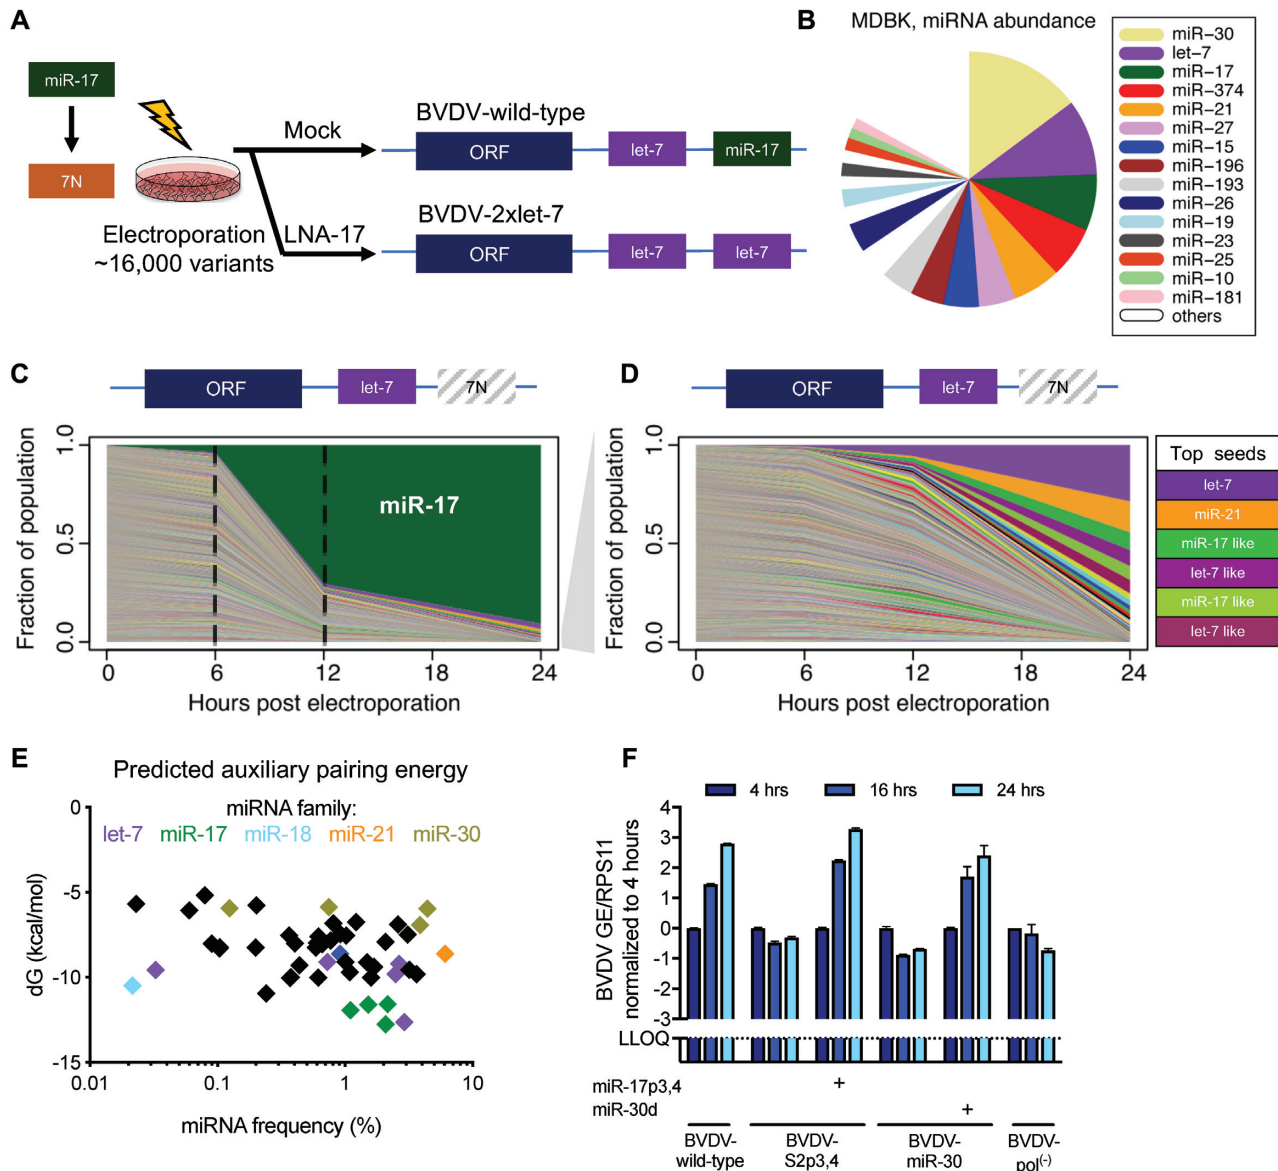 A
miR-17
7N
Electroporation
~16,000 variants
Mock
LNA-17
BVDV-wild-type
ORF
let-7
miR-17
BVDV-2xlet-7
ORF
let-7
let-7
B
MDBK, miRNA abundance
miR−30
let−7
miR−17
miR−374
miR−21
miR−27
miR−15
miR−196
miR−193
miR−26
miR−19
miR−23
miR−25
miR−10
miR−181
others
C
ORF
let-7
7N
Fraction of population
1.0
0.5
0.0
miR-17
0
6
12
18
24
Hours post electroporation
D
ORF
let-7
7N
Fraction of population
1.0
0.5
0.0
0
6
12
18
24
Hours post electroporation
Top seeds
let-7
miR-21
miR-17 like
let-7 like
miR-17 like
let-7 like
E
Predicted auxiliary pairing energy
miRNA family:
let-7 miR-17 miR-18 miR-21 miR-30
dG (kcal/mol)
0
-5
-10
-15
0.01
0.1
1
10
miRNA frequency (%)
F
4 hrs
16 hrs
24 hrs
BVDV GE/RPS11
normalized to 4 hours
4
3
2
1
0
-1
-2
-3
LLOQ
miR-17p3,4 +
miR-30d +
BVDV-
wild-type
BVDV-
S2p3,4
BVDV-
miR-30
BVDV-
pol(-)